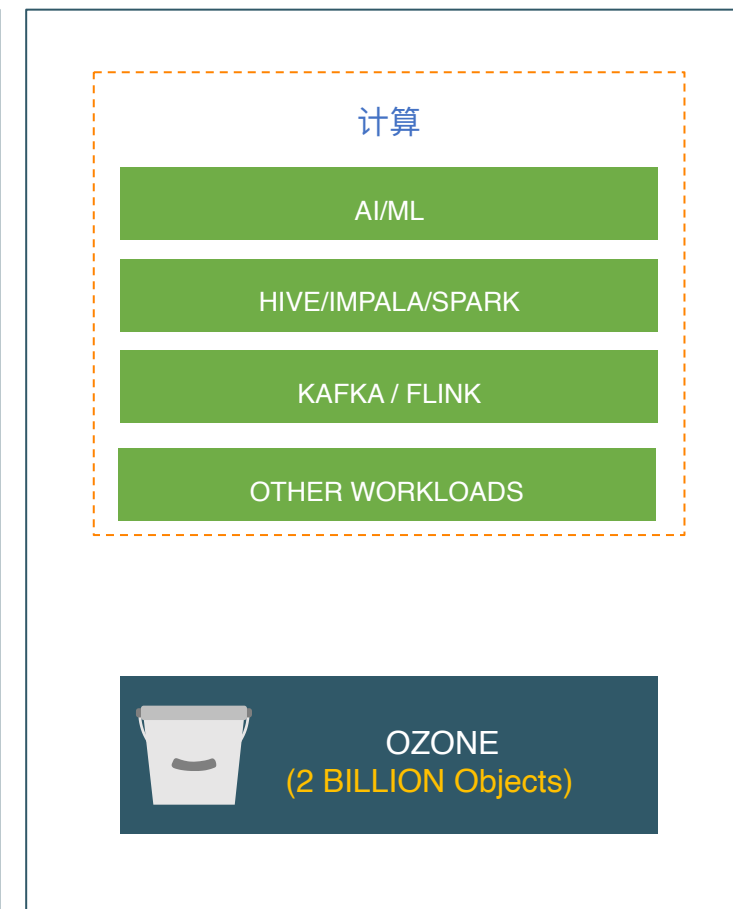 计算
AI/ML
HIVE/IMPALA/SPARK
KAFKA / FLINK
OTHER WORKLOADS
OZONE
(2 BILLION Objects)